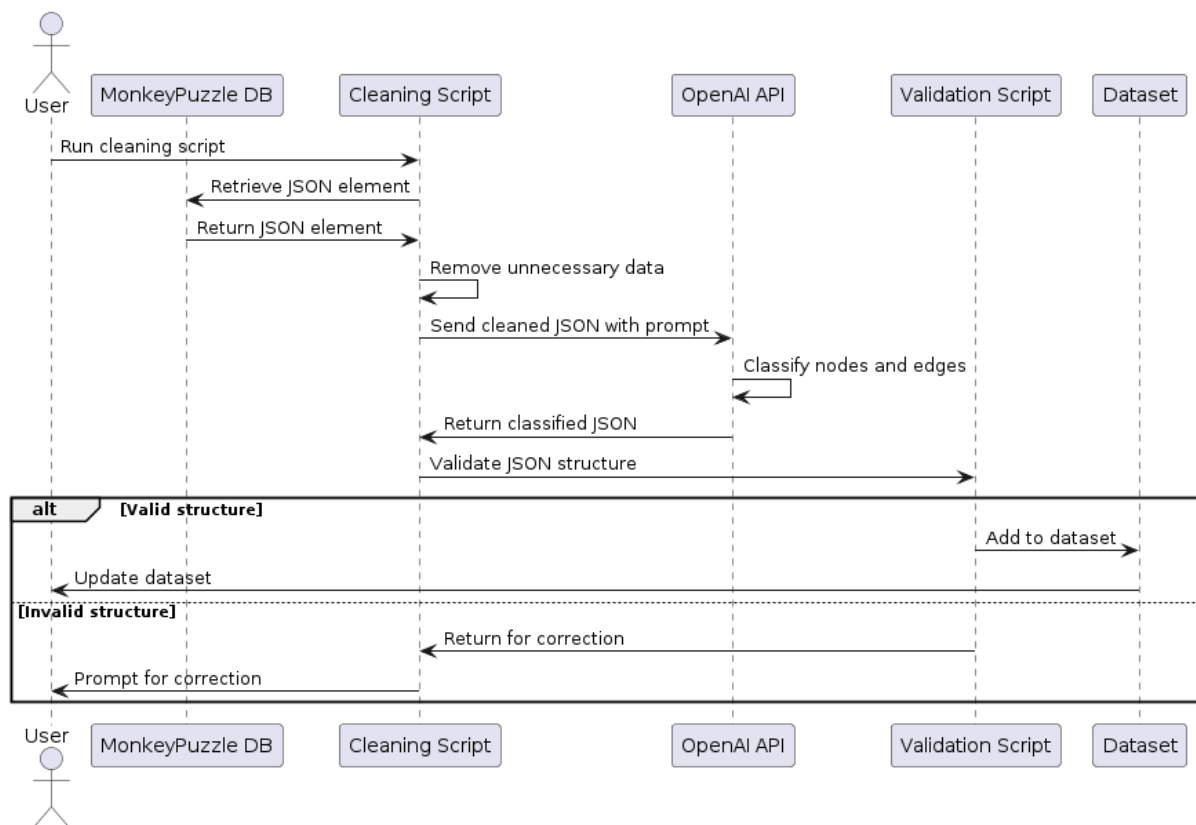 User
MonkeyPuzzle DB
Cleaning Script
OpenAI API
Validation Script
Dataset
Run cleaning script
Retrieve JSON element
Return JSON element
Remove unnecessary data
Send cleaned JSON with prompt
Classify nodes and edges
Return classified JSON
Validate JSON structure
alt [Valid structure]
Add to dataset
Update dataset
[Invalid structure]
Return for correction
Prompt for correction
User
MonkeyPuzzle DB
Cleaning Script
OpenAI API
Validation Script
Dataset